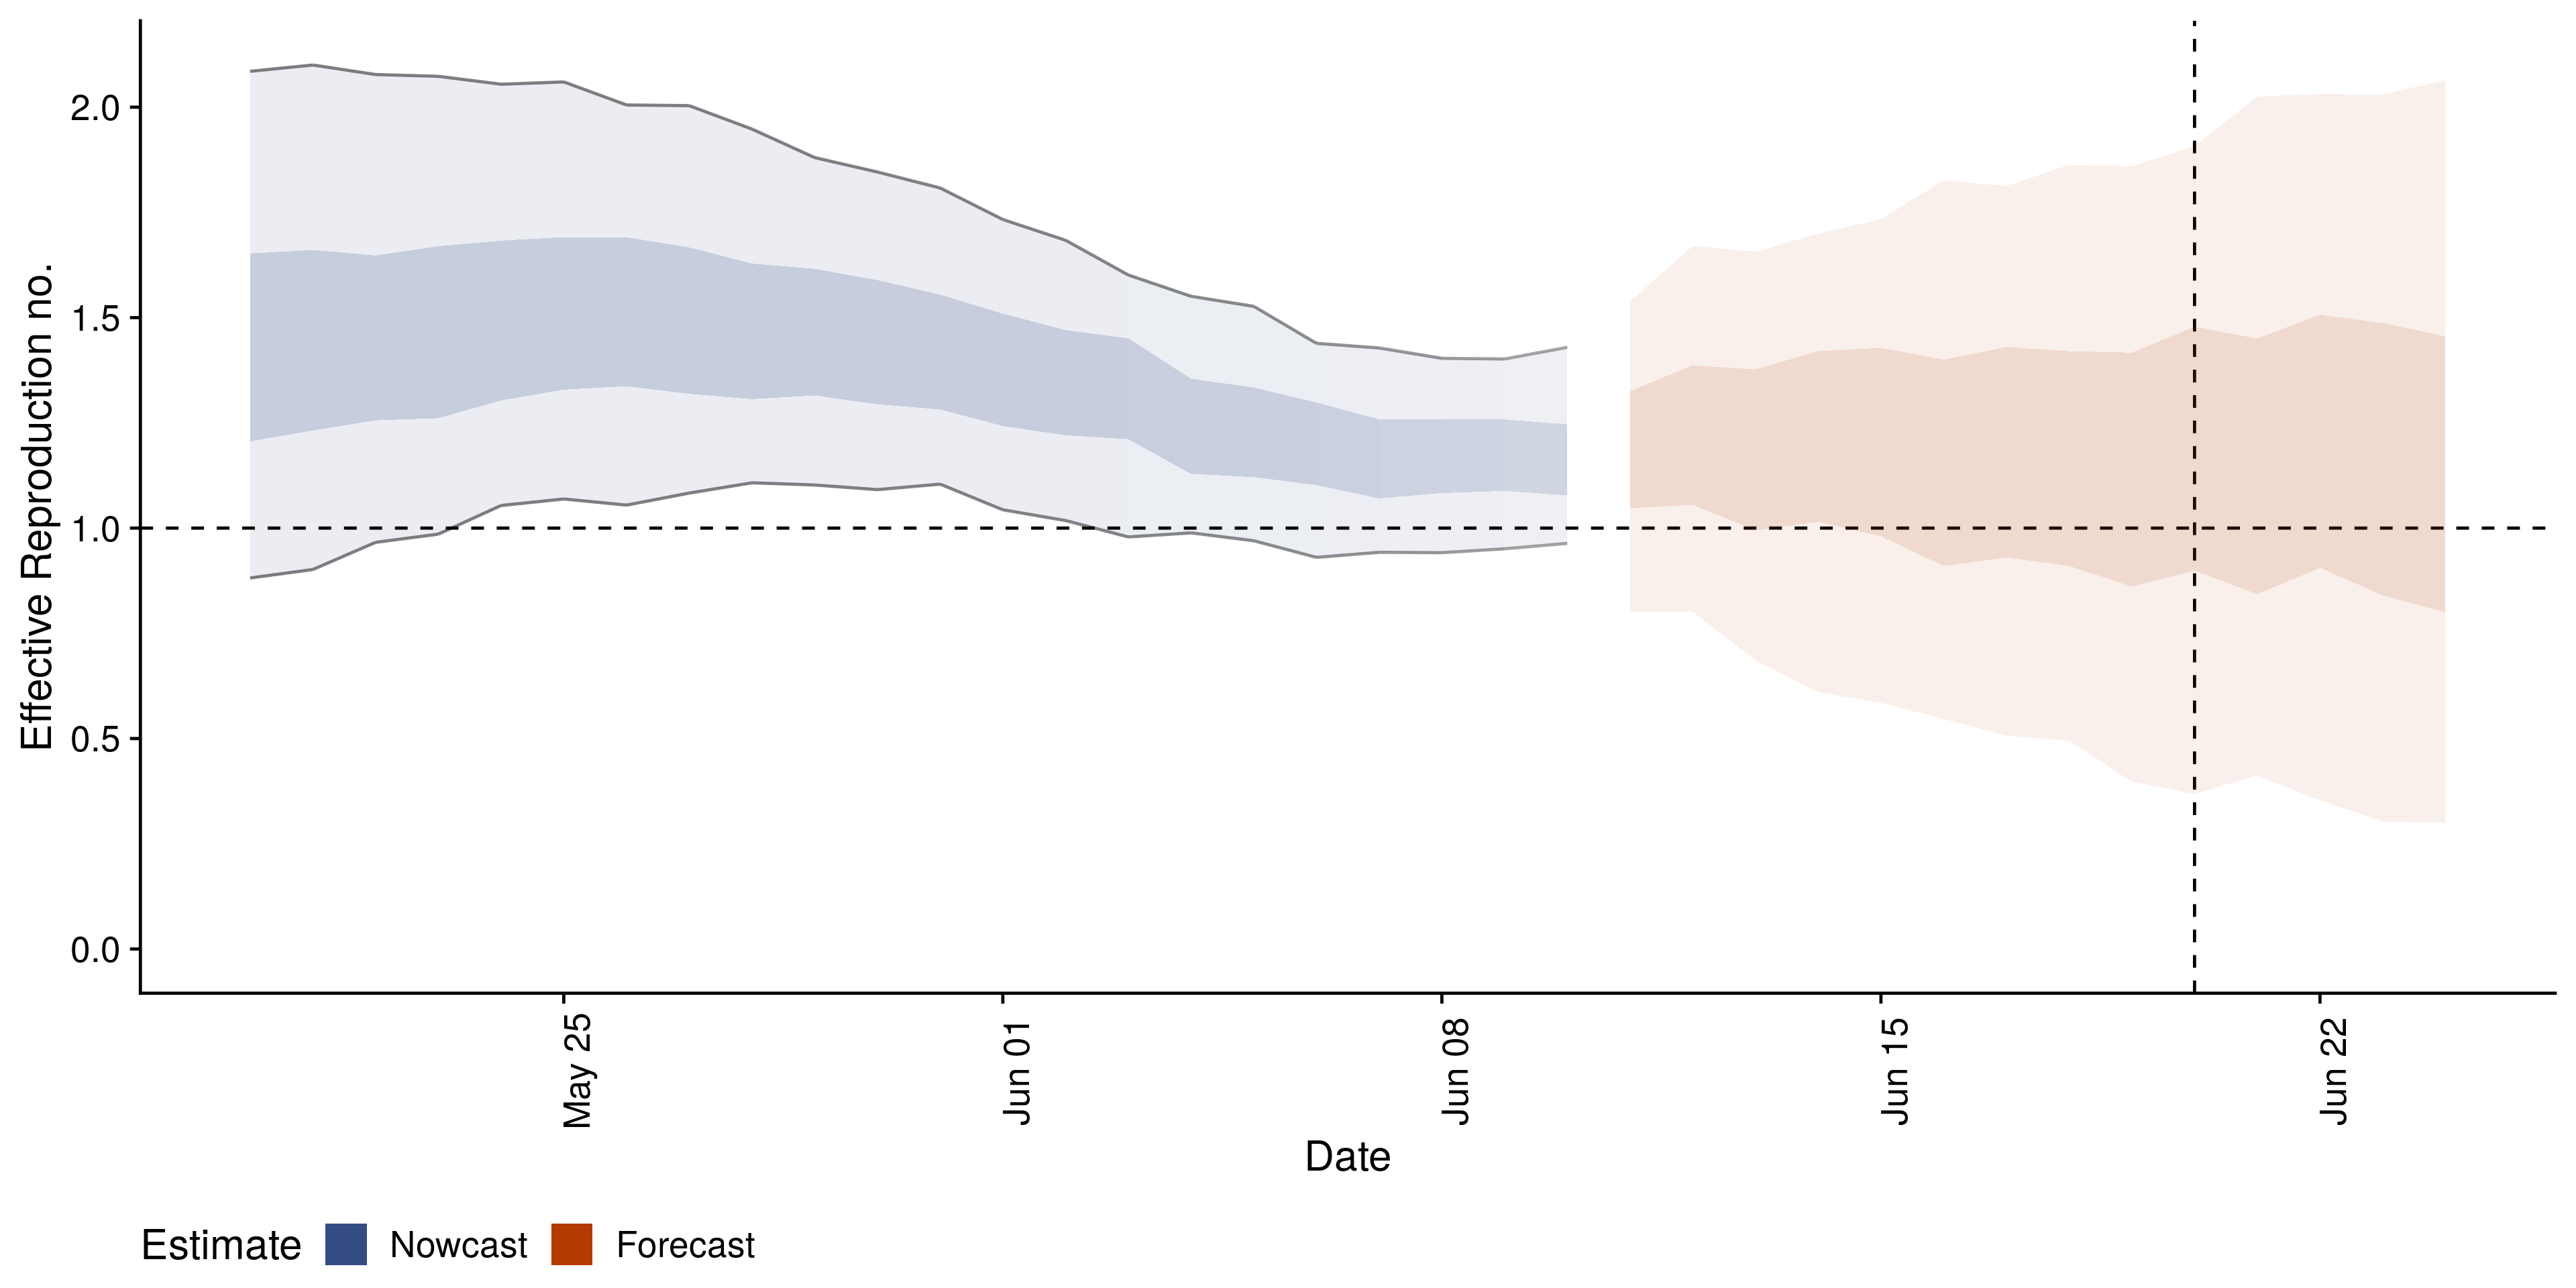 Effective Reproduction no.
2.0
1.5
1.0
0.5
0.0
May 25
Jun 01
Jun 08
Jun 15
Jun 22
Date
Estimate Nowcast Forecast